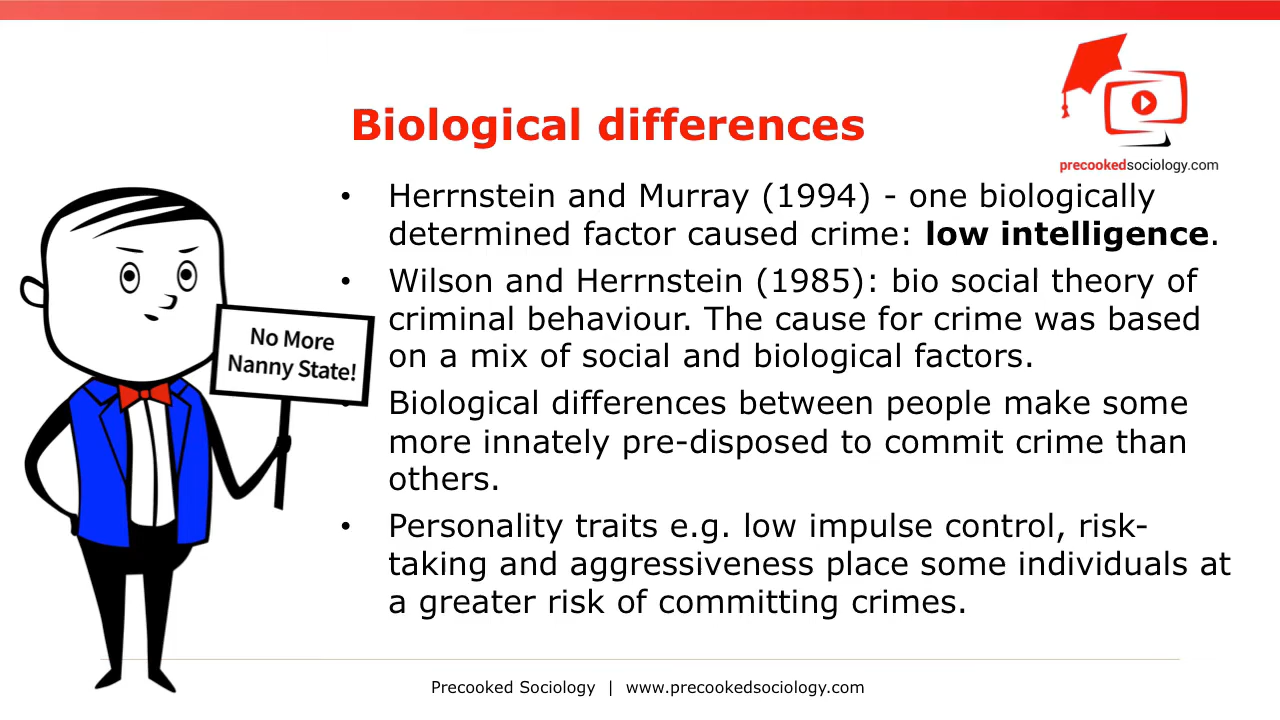 precookedsociology.com
Biological differences
• Herrnstein and Murray (1994) - one biologically
determined factor caused crime: low intelligence.
• Wilson and Herrnstein (1985): bio social theory of
criminal behaviour. The cause for crime was based
on a mix of social and biological factors.
No More
Nanny State!
• Biological differences between people make some
more innately pre-disposed to commit crime than
others.
• Personality traits e.g. low impulse control, risk-
taking and aggressiveness place some individuals at
a greater risk of committing crimes.
Precooked Sociology | www.precookedsociology.com